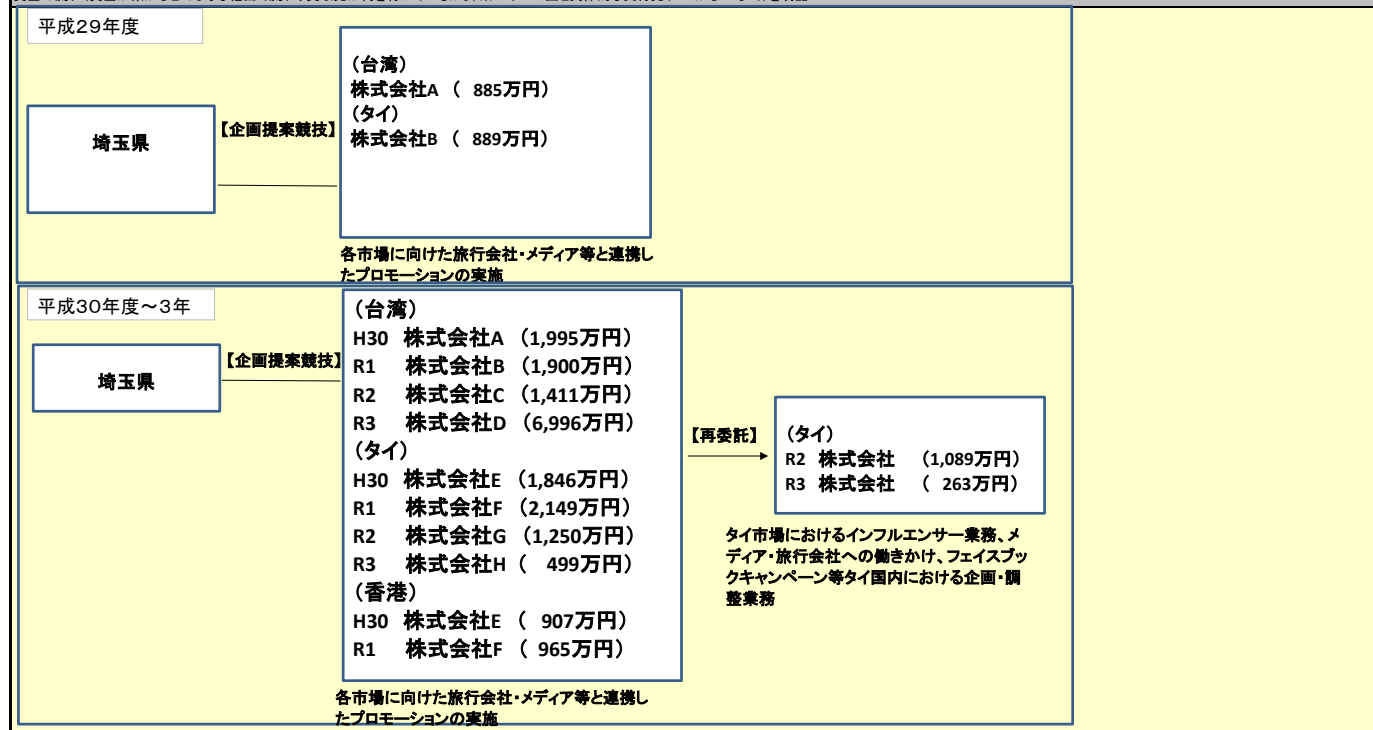 平成29年度
(台湾)
株式会社A ( 885万円)
(タイ)
株式会社B ( 889万円)
【企画提案競技】
埼玉県
各市場に向けた旅行会社・メディア等と連携し
たプロモーションの実施
平成30年度～3年
【企画提案競技】
埼玉県
(台湾)
H30 株式会社A (1,995万円)
R1 株式会社B (1,900万円)
R2 株式会社C (1,411万円)
R3 株式会社D (6,996万円)
(タイ)
H30 株式会社E (1,846万円)
R1 株式会社F (2,149万円)
R2 株式会社G (1,250万円)
R3 株式会社H ( 499万円)
(香港)
H30 株式会社E ( 907万円)
R1 株式会社F ( 965万円)
各市場に向けた旅行会社・メディア等と連携し
たプロモーションの実施
【再委託】
(タイ)
R2 株式会社 (1,089万円)
R3 株式会社 ( 263万円)
タイ市場におけるインフルエンサー業務、メ
ディア・旅行会社への働きかけ、フェイスブッ
クキャンペーン等タイ国内における企画・調
整業務